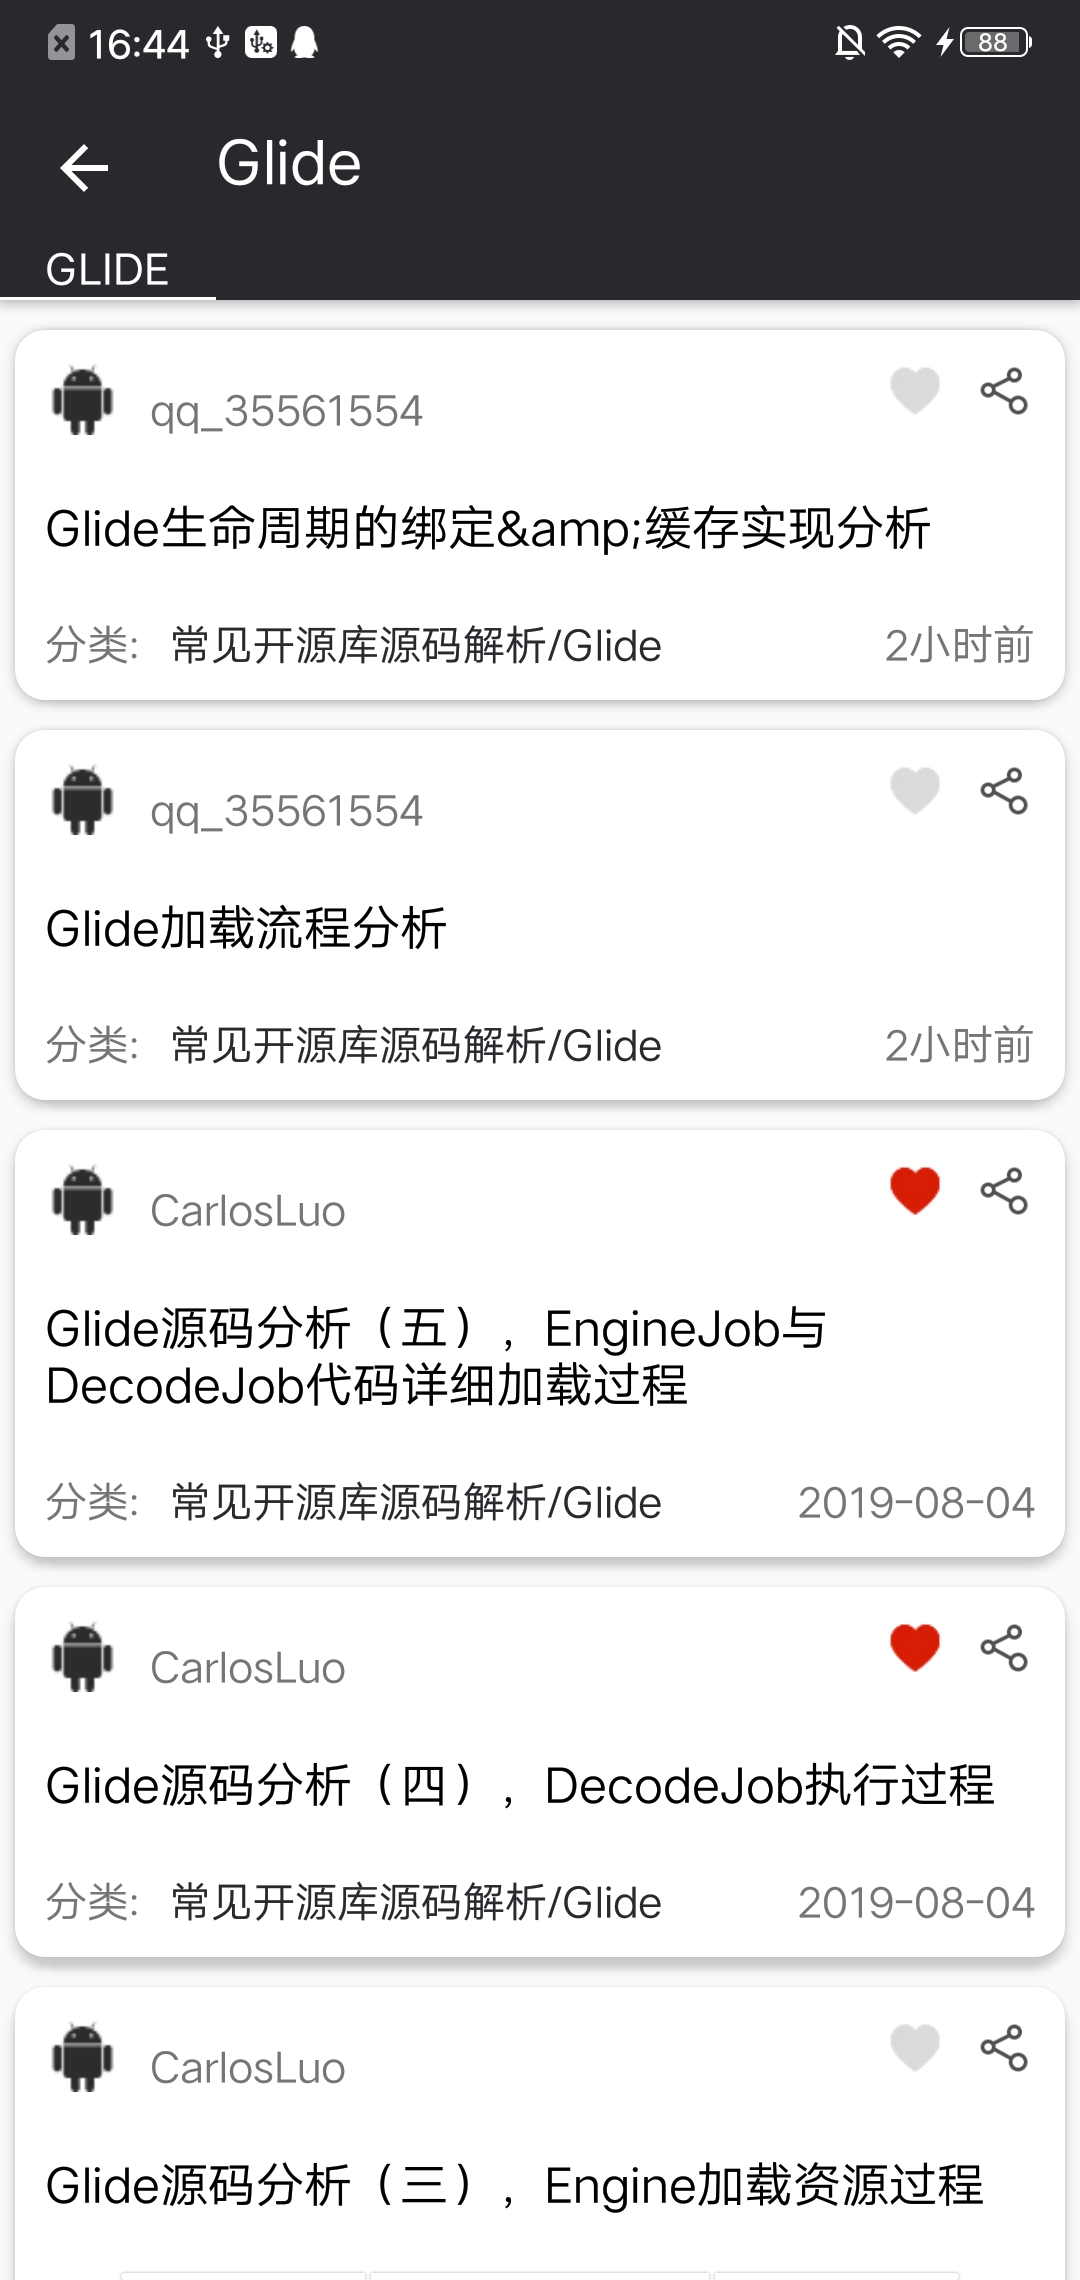 16:44
88
Glide
GLIDE
qq_35561554
Glide生命周期的绑定&amp;缓存实现分析
分类: 常见开源库源码解析/Glide 2小时前
qq_35561554
Glide加载流程分析
分类: 常见开源库源码解析/Glide 2小时前
CarlosLuo
Glide源码分析（五），EngineJob与
DecodeJob代码详细加载过程
分类: 常见开源库源码解析/Glide 2019-08-04
CarlosLuo
Glide源码分析（四），DecodeJob执行过程
分类: 常见开源库源码解析/Glide 2019-08-04
CarlosLuo
Glide源码分析（三），Engine加载资源过程